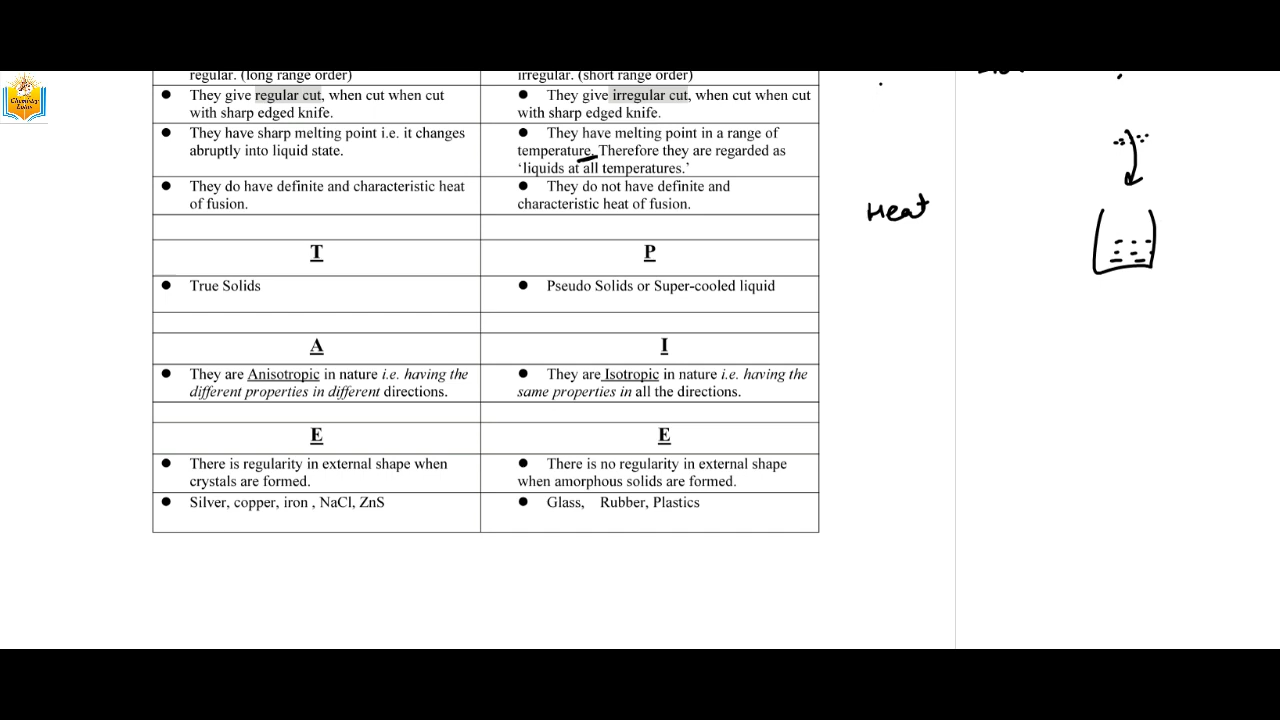 regular. (long range order)
irregular. (short range order)
● They give regular cut, when cut when cut
with sharp edged knife.
● They give irregular cut, when cut when cut
with sharp edged knife.
● They have sharp melting point i.e. it changes
abruptly into liquid state.
● They have melting point in a range of
temperature. Therefore they are regarded as
‘liquids at all temperatures.’
● They do have definite and characteristic heat
of fusion.
● They do not have definite and
characteristic heat of fusion.
Heat
T
P
● True Solids
● Pseudo Solids or Super-cooled liquid
A
I
● They are Anisotropic in nature i.e. having the
different properties in different directions.
● They are Isotropic in nature i.e. having the
same properties in all the directions.
E
E
● There is regularity in external shape when
crystals are formed.
● There is no regularity in external shape
when amorphous solids are formed.
● Silver, copper, iron , NaCl, ZnS
● Glass, Rubber, Plastics